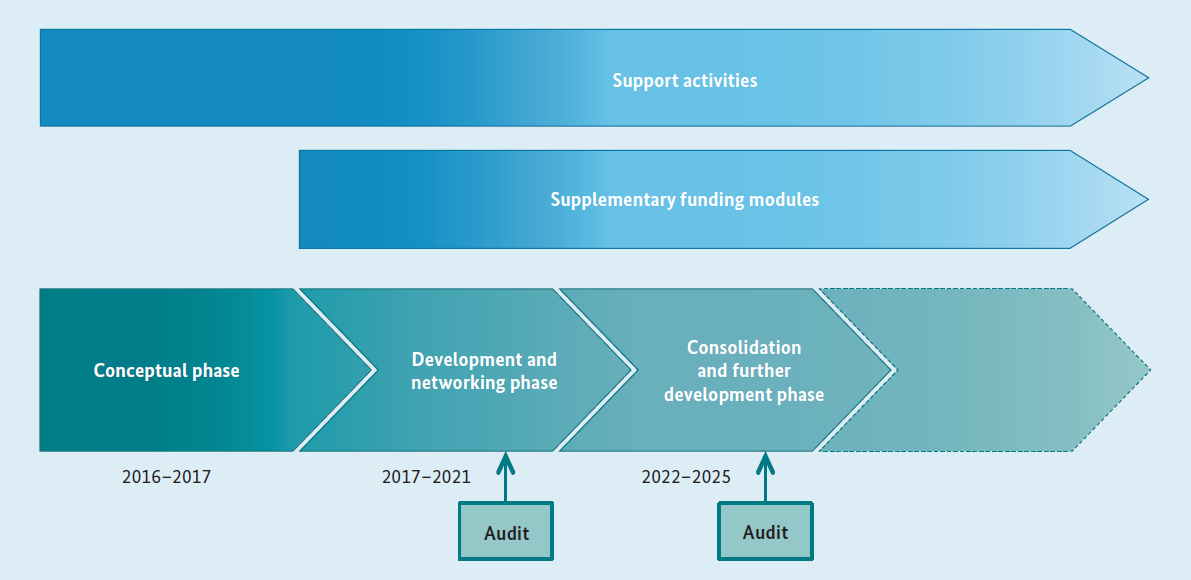 Support activities
Supplementary funding modules
Conceptual phase
Development and
networking phase
Consolidation
and further
development phase
2016–2017
2017–2021
2022–2025
Audit
Audit